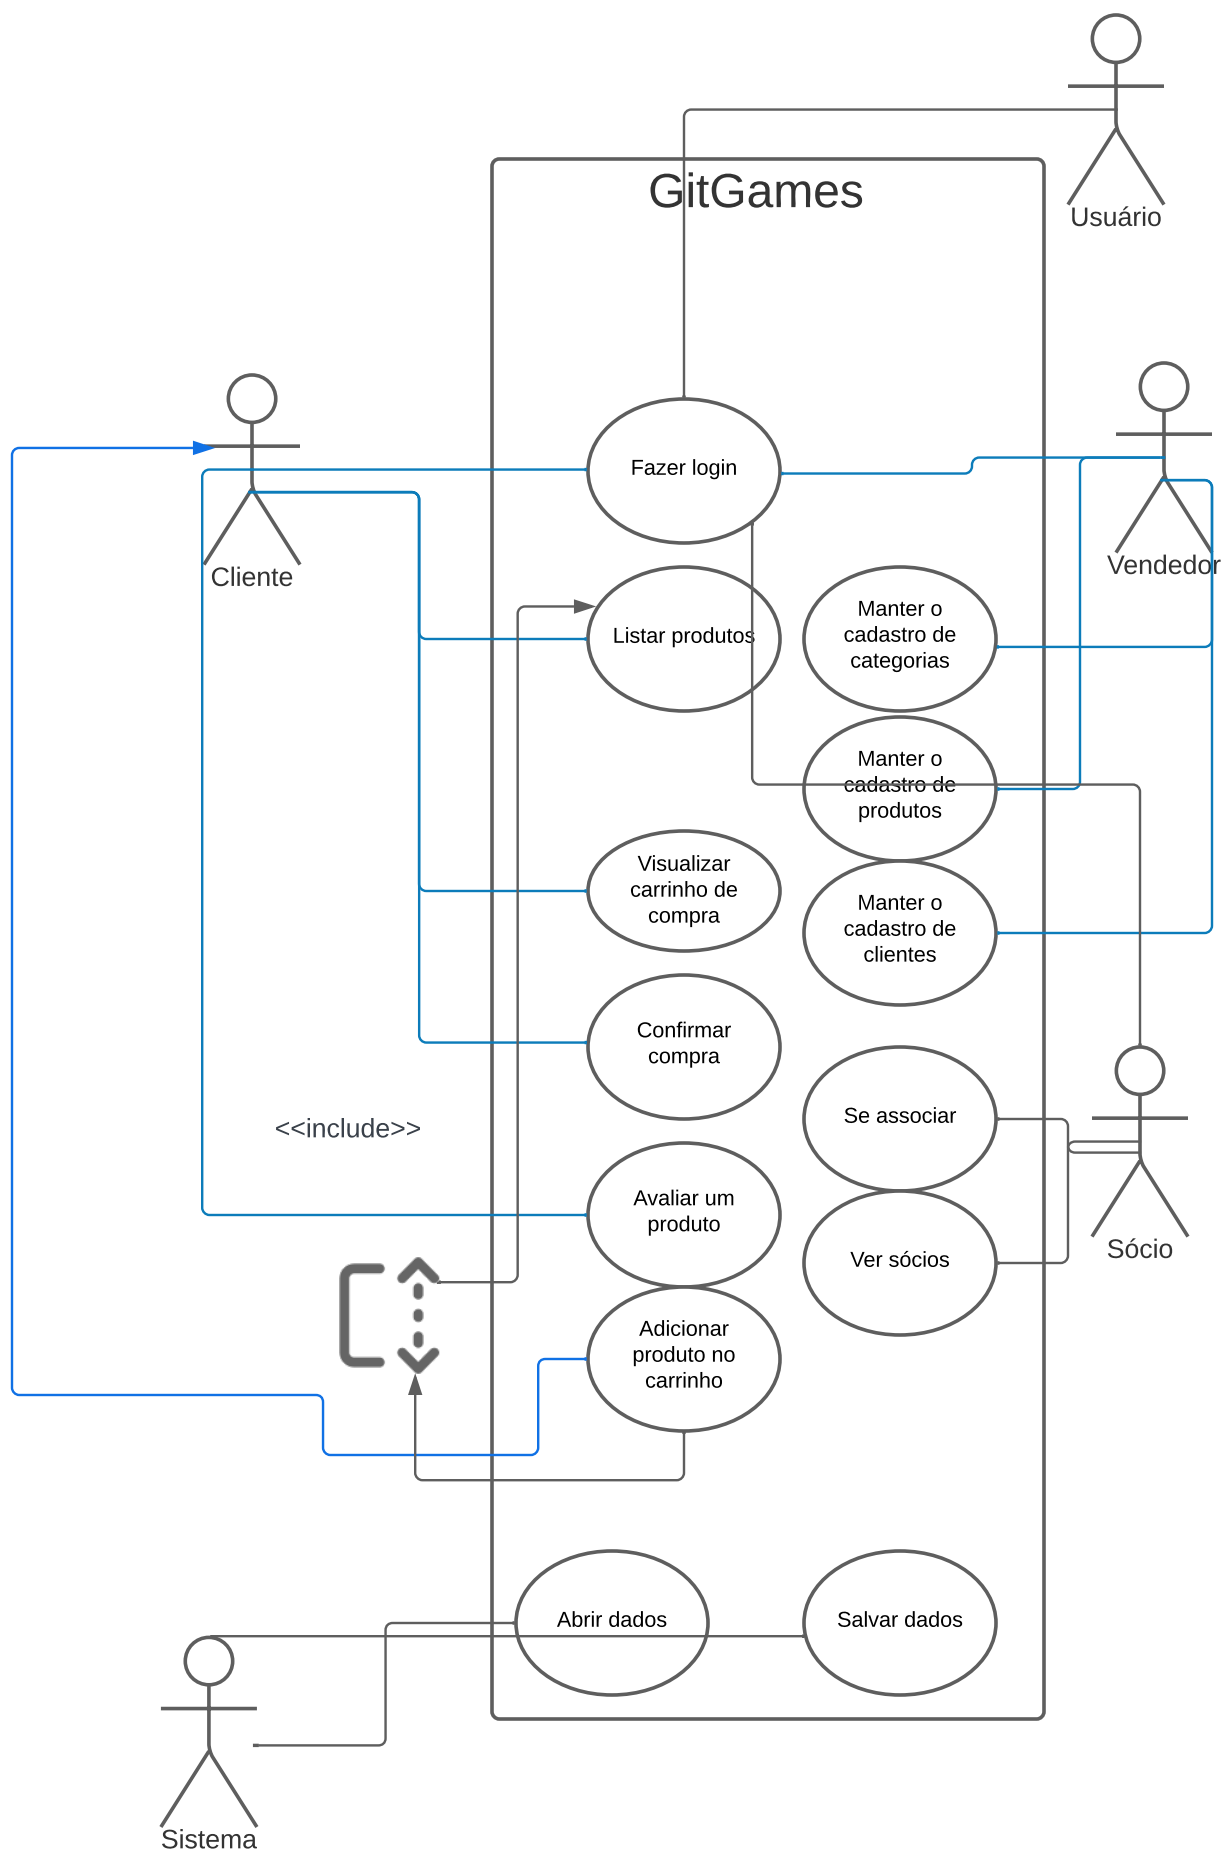 GitGames
Usuário
Fazer login
Cliente
Vendedor
Listar produtos
Manter o
cadastro de
categorias
Manter o
cadastro de
produtos
Visualizar
carrinho de
compra
Manter o
cadastro de
clientes
Confirmar
compra
<<include>>
Se associar
Avaliar um
produto
Ver sócios
Sócio
Adicionar
produto no
carrinho
Abrir dados
Salvar dados
Sistema